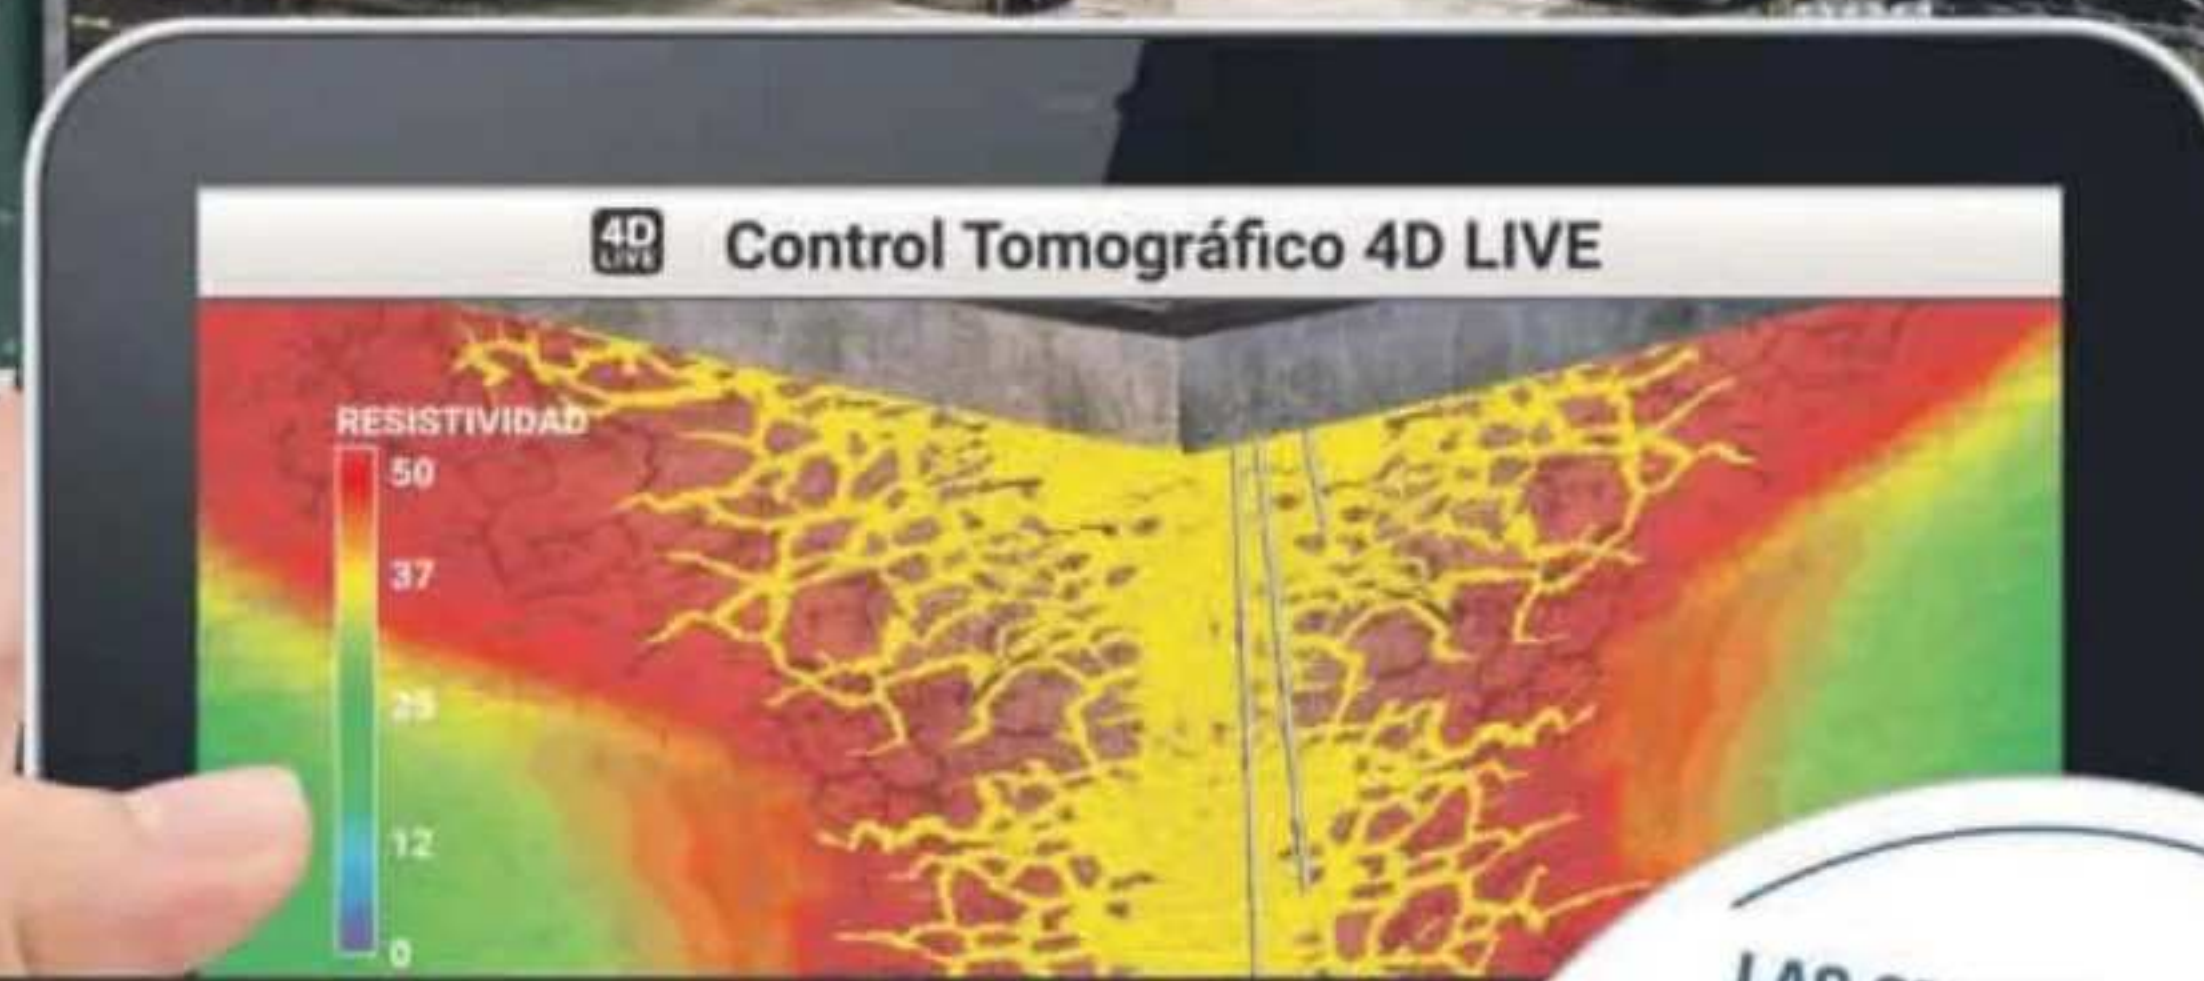 4D
LIVE
Control Tomográfico 4D LIVE
RESISTIVIDAD
50
37
25
12
0